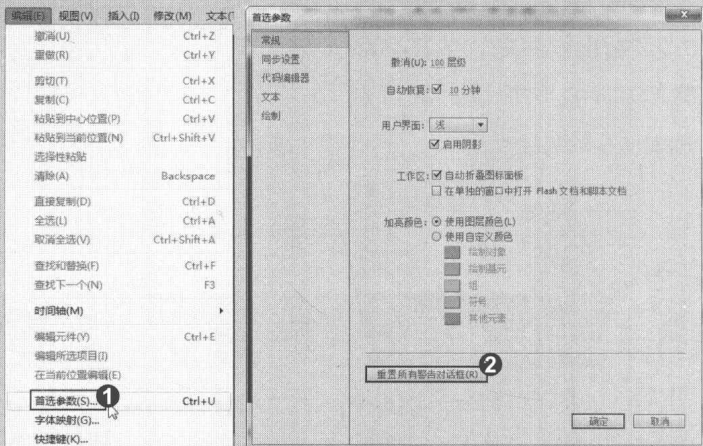 编辑(E) 视图(V) 插入(I) 修改(M) 文本(T
撤消(U) Ctrl+Z
重做(R) Ctrl+Y
剪切(T) Ctrl+X
复制(C) Ctrl+C
粘贴到中心位置(P) Ctrl+V
粘贴到当前位置(N) Ctrl+Shift+V
选择性粘贴
清除(A) Backspace
直接复制(D) Ctrl+D
全选(L) Ctrl+A
取消全选(V) Ctrl+Shift+A
查找和替换(F) Ctrl+F
查找下一个(N) F3
时间轴(M)
编辑元件(Y) Ctrl+E
编辑所选项目(I)
在当前位置编辑(E)
首选参数(S)... Ctrl+U
1
字体映射(G)...
快捷键(K)...
首选参数
常规
同步设置
代码编辑器
文本
绘制
撤消(U): 100 层级
自动恢复: 10 分钟
用户界面: 浅
启用阴影
工作区: 自动折叠图标面板
在单独的窗口中打开 Flash 文档和脚本文档
加亮颜色: 使用图层颜色(L)
使用自定义颜色
绘制对象
绘制基元
组
符号
其他元素
重置所有警告对话框(R)
2
确定 取消